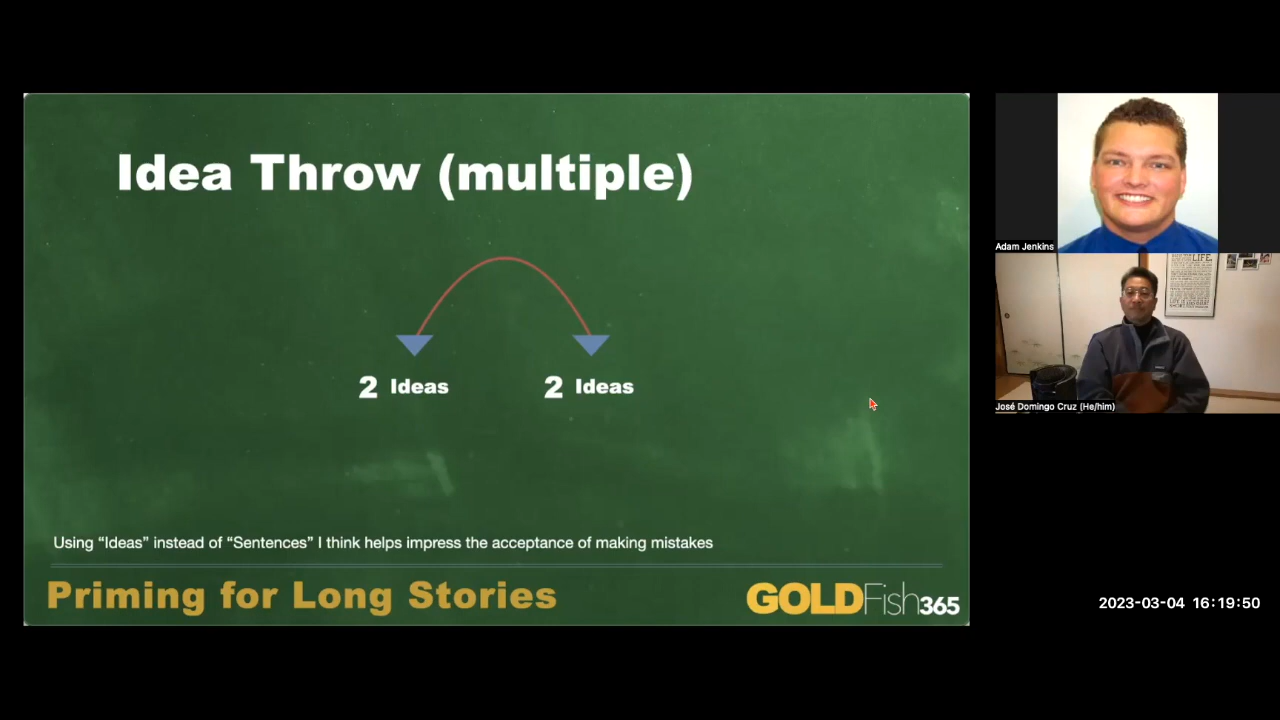 Idea Throw (multiple)
2 Ideas
2 Ideas
Using “Ideas” instead of “Sentences” I think helps impress the acceptance of making mistakes
Priming for Long Stories
GOLDFish365
Adam Jenkins
LIFE.
José Domingo Cruz (He/him)
2023-03-04 16:19:50